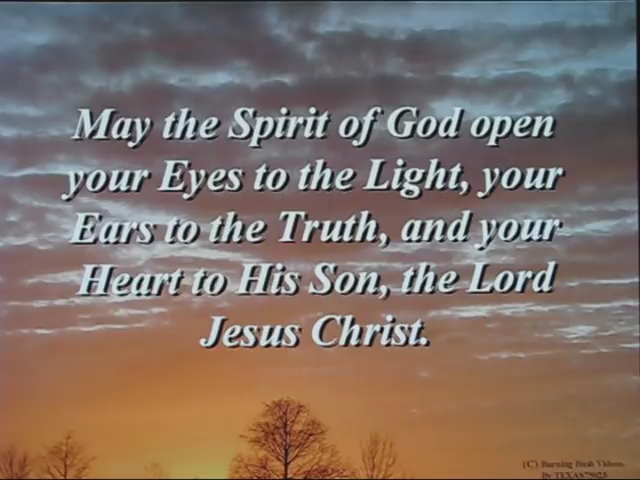 May the Spirit of God open
your Eyes to the Light, your
Ears to the Truth, and your
Heart to His Son, the Lord
Jesus Christ.
(C) Burning Bush Videos.